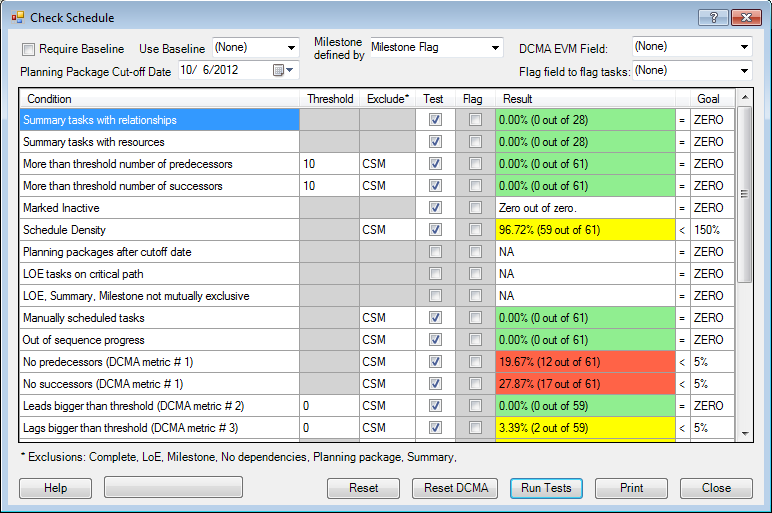 Check Schedule
Require Baseline Use Baseline (None) Milestone defined by Milestone Flag DCMA EVM Field: (None)
Planning Package Cut-off Date 10/ 6/2012 Flag field to flag tasks: (None)
Condition Threshold Exclude* Test Flag Result Goal
Summary tasks with relationships 0.00% (0 out of 28) = ZERO
Summary tasks with resources 0.00% (0 out of 28) = ZERO
More than threshold number of predecessors 10 CSM 0.00% (0 out of 61) = ZERO
More than threshold number of successors 10 CSM 0.00% (0 out of 61) = ZERO
Marked Inactive Zero out of zero. = ZERO
Schedule Density CSM 96.72% (59 out of 61) < 150%
Planning packages after cutoff date NA = ZERO
LOE tasks on critical path NA = ZERO
LOE, Summary, Milestone not mutually exclusive NA = ZERO
Manually scheduled tasks CSM 0.00% (0 out of 61) = ZERO
Out of sequence progress CSM 0.00% (0 out of 61) = ZERO
No predecessors (DCMA metric # 1) CSM 19.67% (12 out of 61) < 5%
No successors (DCMA metric # 1) CSM 27.87% (17 out of 61) < 5%
Leads bigger than threshold (DCMA metric # 2) 0 CSM 0.00% (0 out of 59) = ZERO
Lags bigger than threshold (DCMA metric # 3) 0 CSM 3.39% (2 out of 59) < 5%
* Exclusions: Complete, LoE, Milestone, No dependencies, Planning package, Summary,
Help Reset Reset DCMA Run Tests Print Close